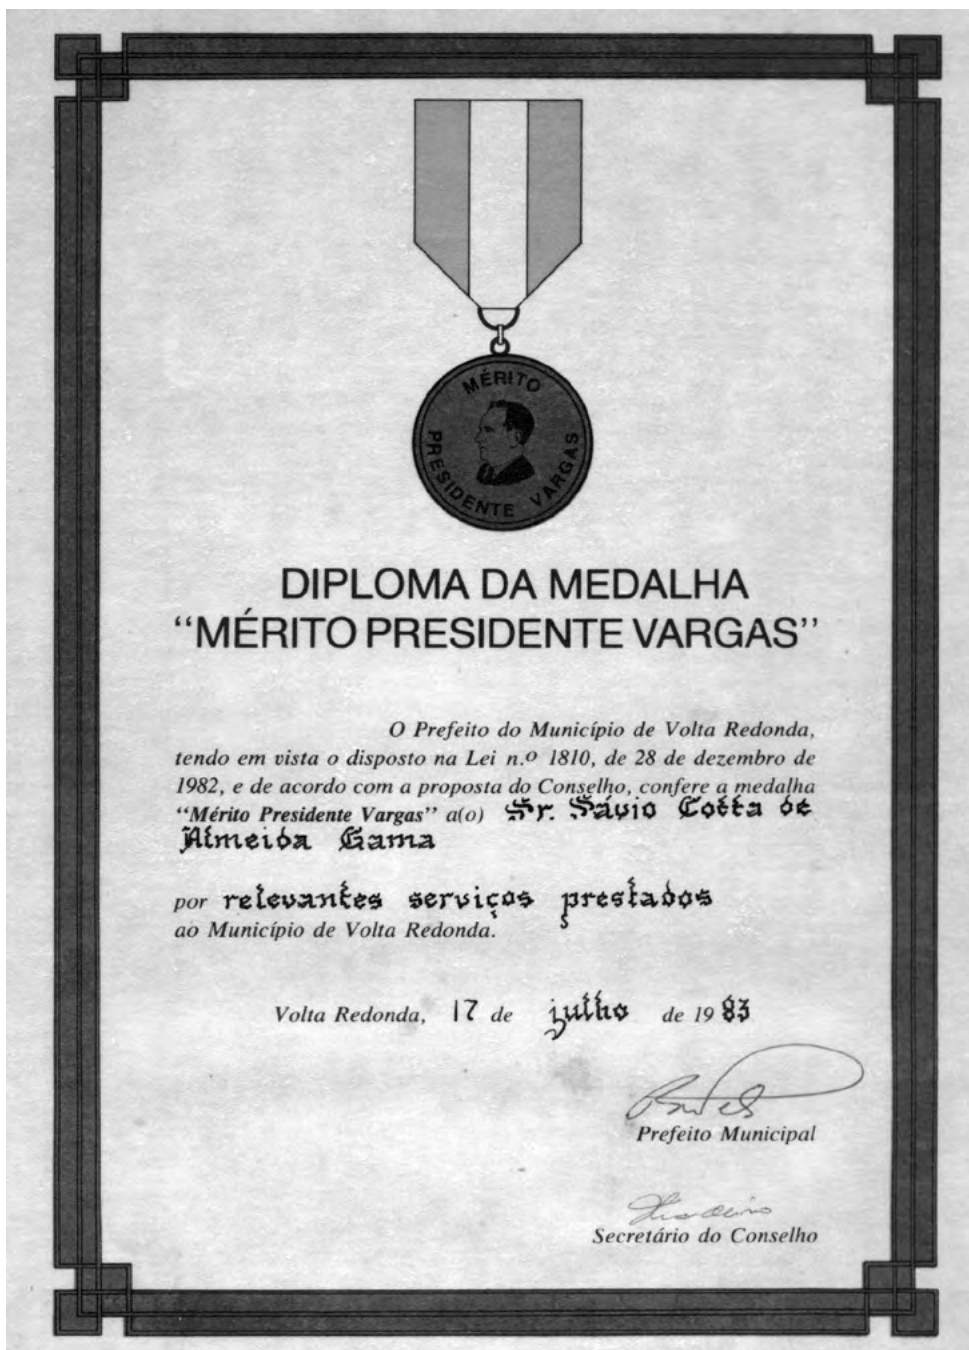 MÉRITO
PRESIDENTE VARGAS
DIPLOMA DA MEDALHA
“MÉRITO PRESIDENTE VARGAS”
O Prefeito do Município de Volta Redonda,
tendo em vista o disposto na Lei n.º 1810, de 28 de dezembro de
1982, e de acordo com a proposta do Conselho, confere a medalha
“Mérito Presidente Vargas” a(o) Sr. Sávio Cotta de
Almeida Gama
por relevantes serviços prestados
ao Município de Volta Redonda.
Volta Redonda, 17 de julho de 1983
Prefeito Municipal
Secretário do Conselho